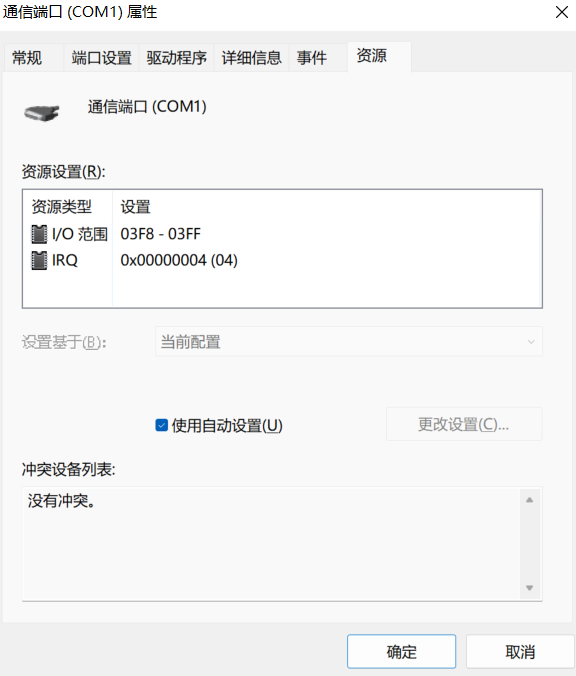 通信端口 (COM1) 属性
常规 端口设置 驱动程序 详细信息 事件 资源
通信端口 (COM1)
资源设置(R):
资源类型 设置
I/O 范围 03F8 - 03FF
IRQ 0x00000004 (04)
设置基于(B): 当前配置
使用自动设置(U) 更改设置(C)...
冲突设备列表:
没有冲突。
确定 取消